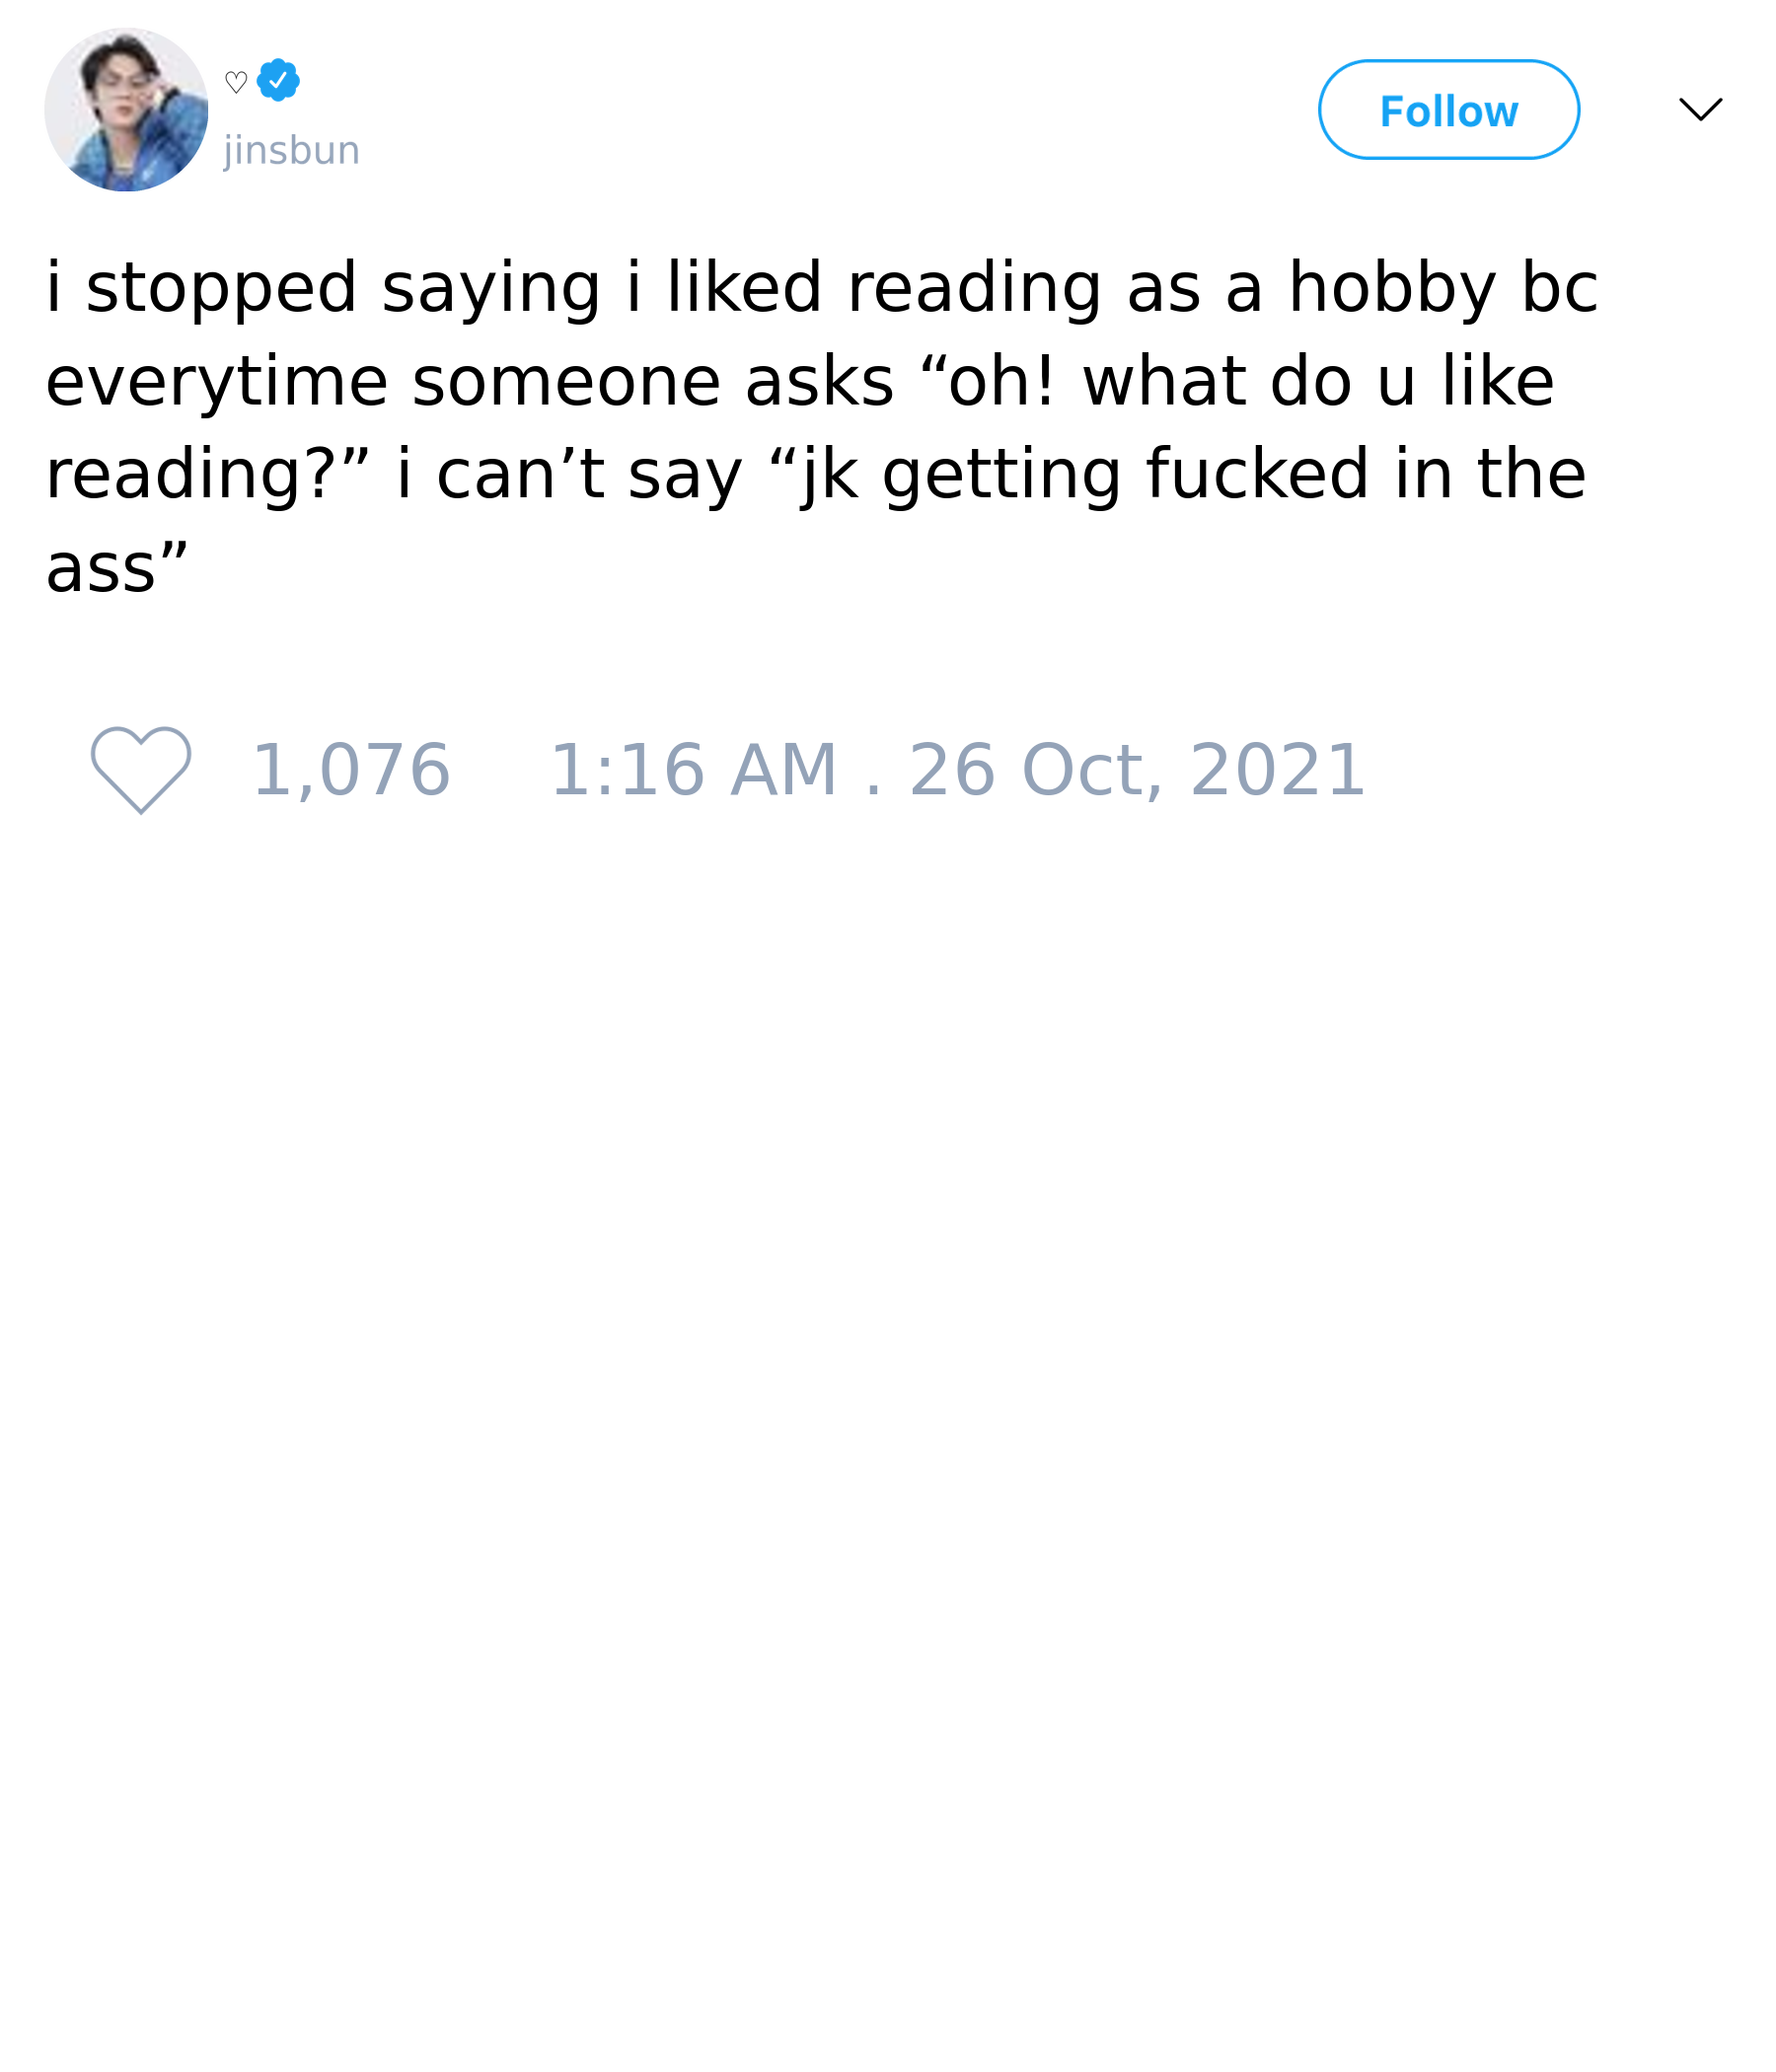 ♡
jinsbun
Follow
i stopped saying i liked reading as a hobby bc
everytime someone asks “oh! what do u like
reading?” i can’t say “jk getting fucked in the
ass”
1,076 1:16 AM . 26 Oct, 2021